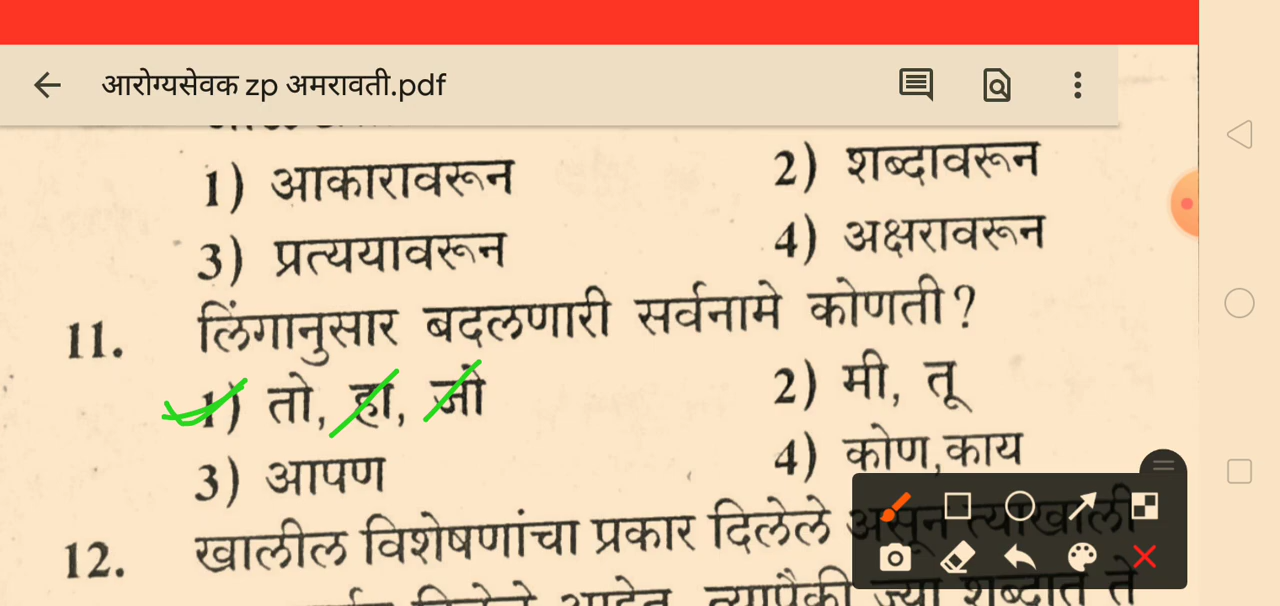 आरोग्यसेवक zp अमरावती.pdf
1) आकारावरून 2) शब्दावरून
3) प्रत्ययावरून 4) अक्षरावरून
11. लिंगानुसार बदलणारी सर्वनामे कोणती?
1) तो, हा, जो 2) मी, तू
3) आपण 4) कोण, काय
12. खालील विशेषणांचा प्रकार दिलेले असून त्याखाली